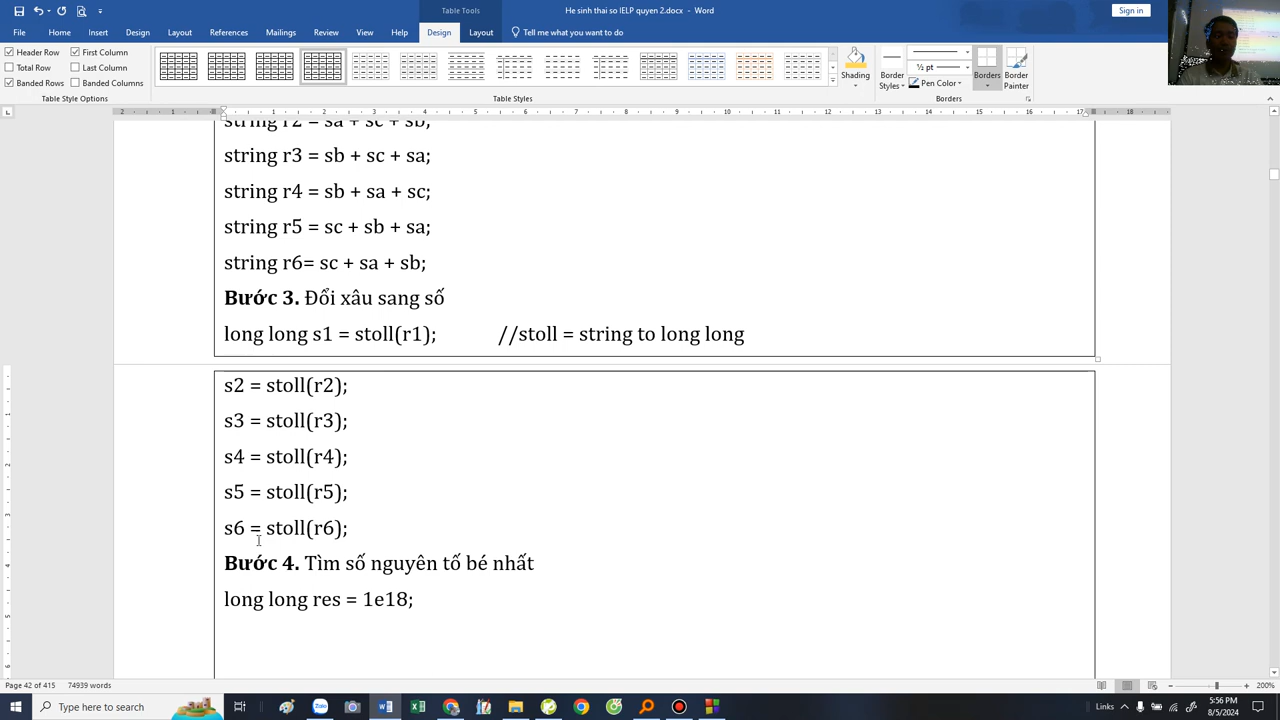 Table Tools
He sinh thai so IELP quyen 2.docx - Word
Sign in
File Home Insert Design Layout References Mailings Review View Help Design Layout Tell me what you want to do
Header Row First Column
Total Row Last Column
Banded Rows Banded Columns
Shading
Border Styles
½ pt
Pen Color
Borders
Border Painter
Table Style Options
Table Styles
Borders
string r2 = sa + sc + sb;
string r3 = sb + sc + sa;
string r4 = sb + sa + sc;
string r5 = sc + sb + sa;
string r6= sc + sa + sb;
Bước 3. Đổi xâu sang số
long long s1 = stoll(r1); //stoll = string to long long
s2 = stoll(r2);
s3 = stoll(r3);
s4 = stoll(r4);
s5 = stoll(r5);
s6 = stoll(r6);
Bước 4. Tìm số nguyên tố bé nhất
long long res = 1e18;
Page 42 of 415 74939 words
200%
Type here to search
Links
5:56 PM
8/5/2024